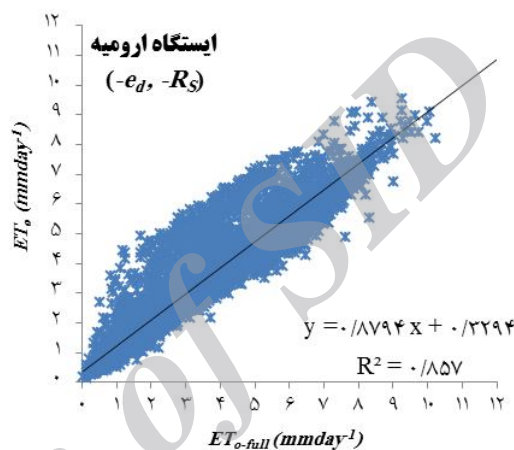 ایستگاه ارومیه
(-e_d, -R_S)
ET_o (mmday⁻¹)
۱۲
۱۱
۱۰
۹
۸
۷
۶
۵
۴
۳
۲
۱
۰
y = ۰/۸۷۹۴ x + ۰/۳۲۹۴
R² = ۰/۸۵۷
۰ ۱ ۲ ۳ ۴ ۵ ۶ ۷ ۸ ۹ ۱۰ ۱۱ ۱۲
ET_o-full (mmday⁻¹)
of SID